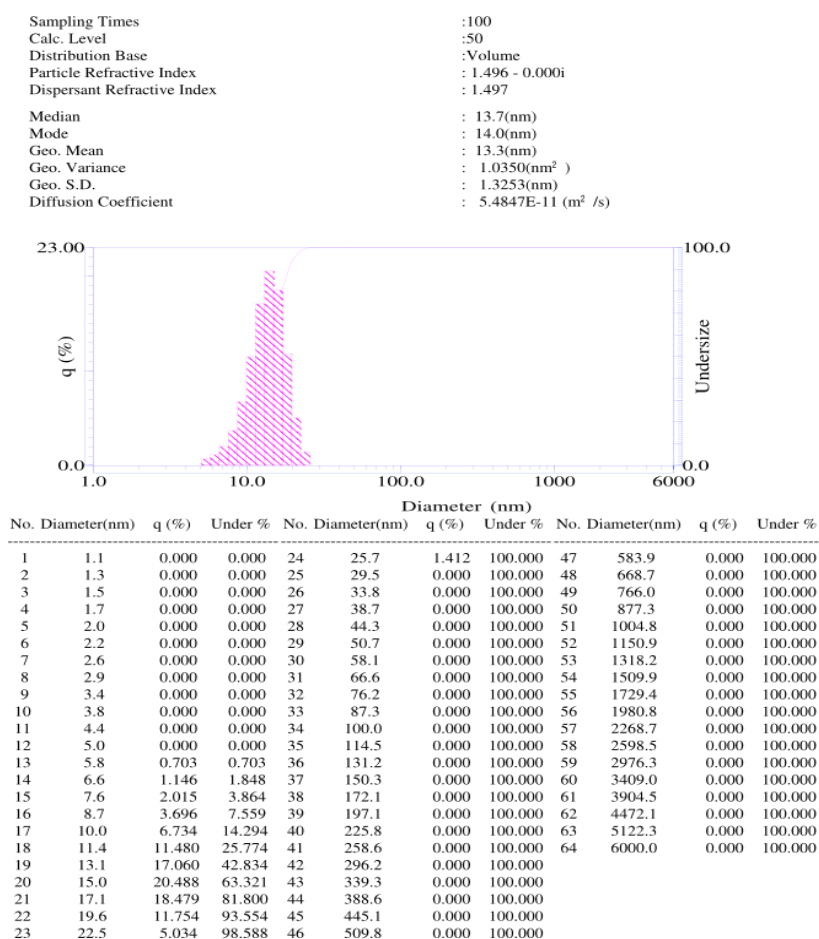 Sampling Times :100
Calc. Level :50
Distribution Base :Volume
Particle Refractive Index : 1.496 - 0.000i
Dispersant Refractive Index : 1.497
Median : 13.7(nm)
Mode : 14.0(nm)
Geo. Mean : 13.3(nm)
Geo. Variance : 1.0350(nm² )
Geo. S.D. : 1.3253(nm)
Diffusion Coefficient : 5.4847E-11 (m² /s)
23.00 100.0
q (%) Undersize
0.0 0.0
1.0 10.0 100.0 1000 6000
Diameter (nm)
No. Diameter(nm) q (%) Under % No. Diameter(nm) q (%) Under % No. Diameter(nm) q (%) Under %
1 1.1 0.000 0.000 24 25.7 1.412 100.000 47 583.9 0.000 100.000
2 1.3 0.000 0.000 25 29.5 0.000 100.000 48 668.7 0.000 100.000
3 1.5 0.000 0.000 26 33.8 0.000 100.000 49 766.0 0.000 100.000
4 1.7 0.000 0.000 27 38.7 0.000 100.000 50 877.3 0.000 100.000
5 2.0 0.000 0.000 28 44.3 0.000 100.000 51 1004.8 0.000 100.000
6 2.2 0.000 0.000 29 50.7 0.000 100.000 52 1150.9 0.000 100.000
7 2.6 0.000 0.000 30 58.1 0.000 100.000 53 1318.2 0.000 100.000
8 2.9 0.000 0.000 31 66.6 0.000 100.000 54 1509.9 0.000 100.000
9 3.4 0.000 0.000 32 76.2 0.000 100.000 55 1729.4 0.000 100.000
10 3.8 0.000 0.000 33 87.3 0.000 100.000 56 1980.8 0.000 100.000
11 4.4 0.000 0.000 34 100.0 0.000 100.000 57 2268.7 0.000 100.000
12 5.0 0.000 0.000 35 114.5 0.000 100.000 58 2598.5 0.000 100.000
13 5.8 0.703 0.703 36 131.2 0.000 100.000 59 2976.3 0.000 100.000
14 6.6 1.146 1.848 37 150.3 0.000 100.000 60 3409.0 0.000 100.000
15 7.6 2.015 3.864 38 172.1 0.000 100.000 61 3904.5 0.000 100.000
16 8.7 3.696 7.559 39 197.1 0.000 100.000 62 4472.1 0.000 100.000
17 10.0 6.734 14.294 40 225.8 0.000 100.000 63 5122.3 0.000 100.000
18 11.4 11.480 25.774 41 258.6 0.000 100.000 64 6000.0 0.000 100.000
19 13.1 17.060 42.834 42 296.2 0.000 100.000
20 15.0 20.488 63.321 43 339.3 0.000 100.000
21 17.1 18.479 81.800 44 388.6 0.000 100.000
22 19.6 11.754 93.554 45 445.1 0.000 100.000
23 22.5 5.034 98.588 46 509.8 0.000 100.000